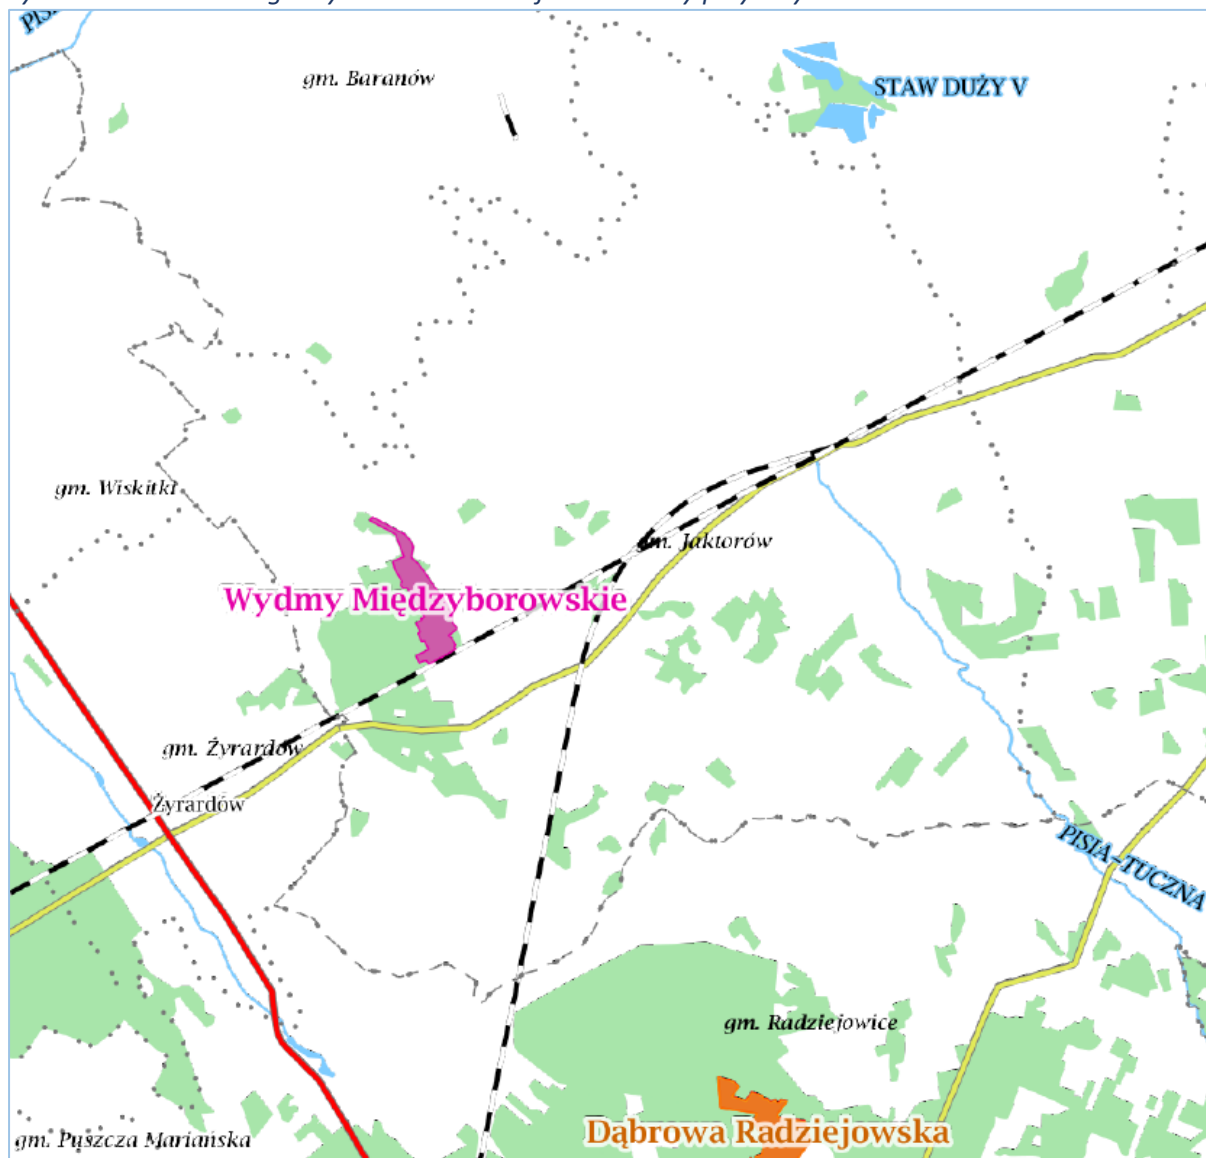 PISIA
gm. Baranów
STAW DUŻY V
gm. Wiskitki
gm. Jaktorów
Wydmy Międzyborowskie
gm. Żyrardów
Żyrardów
PISIA-TUCZNA
gm. Radziejowice
Dąbrowa Radziejowska
gm. Puszcza Mariańska